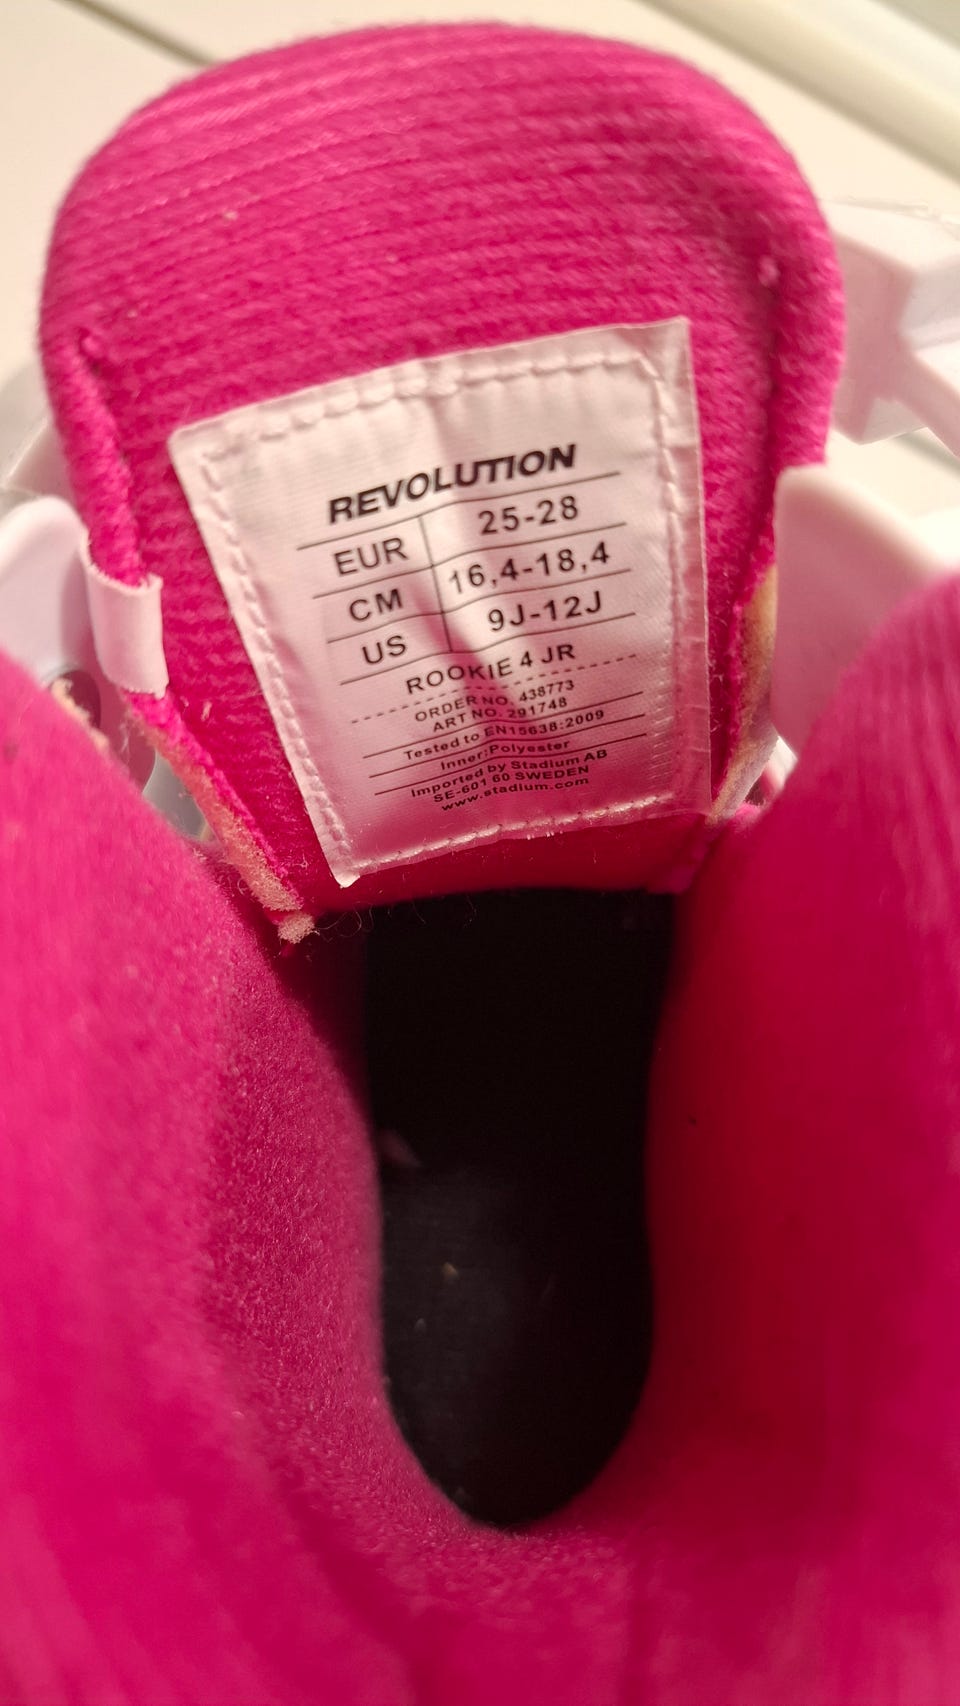 REVOLUTION
EUR 25-28
CM 16,4-18,4
US 9J-12J
ROOKIE 4 JR
ORDER NO. 438773
ART NO. 291748
Tested to EN15638:2009
Inner:Polyester
Imported by Stadium AB
SE-601 60 SWEDEN
www.stadium.com